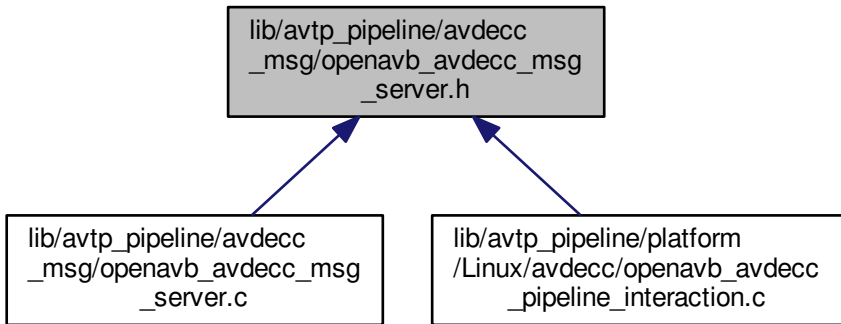 lib/avtp_pipeline/avdecc
_msg/openavb_avdecc_msg
_server.h
lib/avtp_pipeline/avdecc
_msg/openavb_avdecc_msg
_server.c
lib/avtp_pipeline/platform
/Linux/avdecc/openavb_avdecc
_pipeline_interaction.c